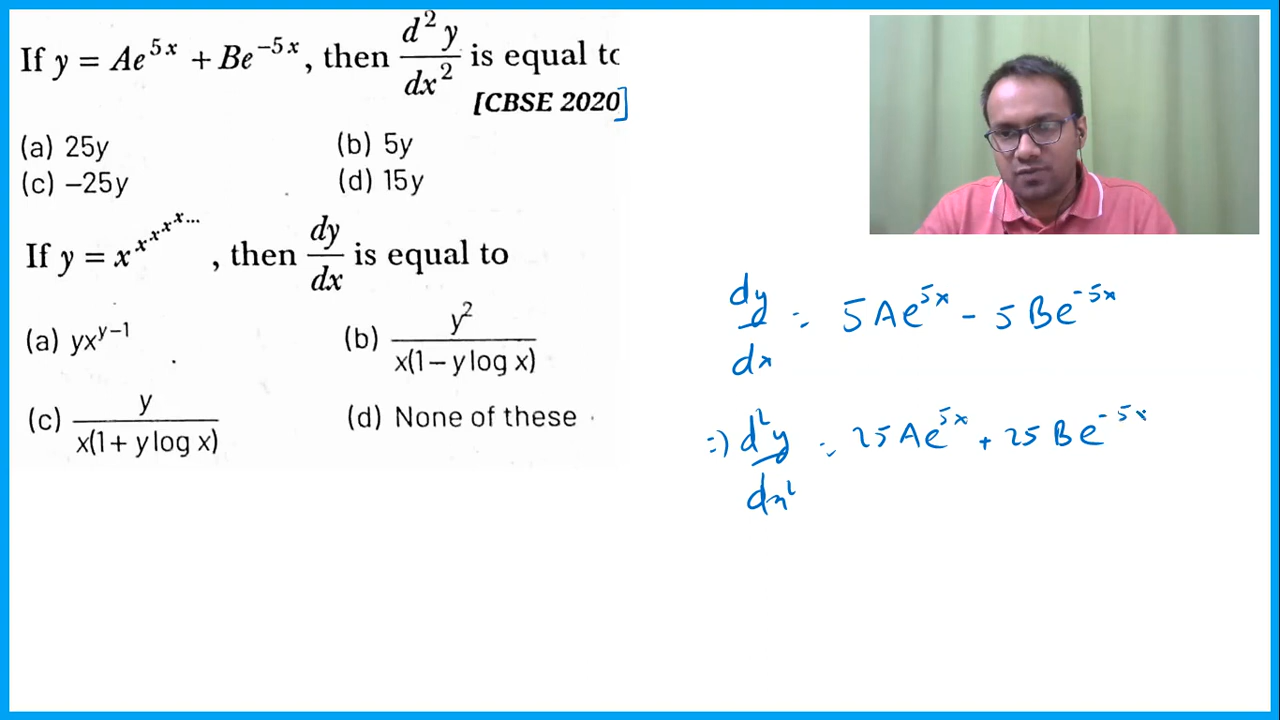 If y = Ae^{5x} + Be^{-5x}, then d²y/dx² is equal to
[CBSE 2020]
(a) 25y (b) 5y
(c) –25y (d) 15y
If y = x^{x^{x^{x^{x...}}}}, then dy/dx is equal to
(a) yx^{y–1} (b) y²/x(1 – y log x)
(c) y/x(1 + y log x) (d) None of these
dy/dx = 5Ae^{5x} - 5Be^{-5x}
=) d²y/dx² = 25Ae^{5x} + 25Be^{-5x}